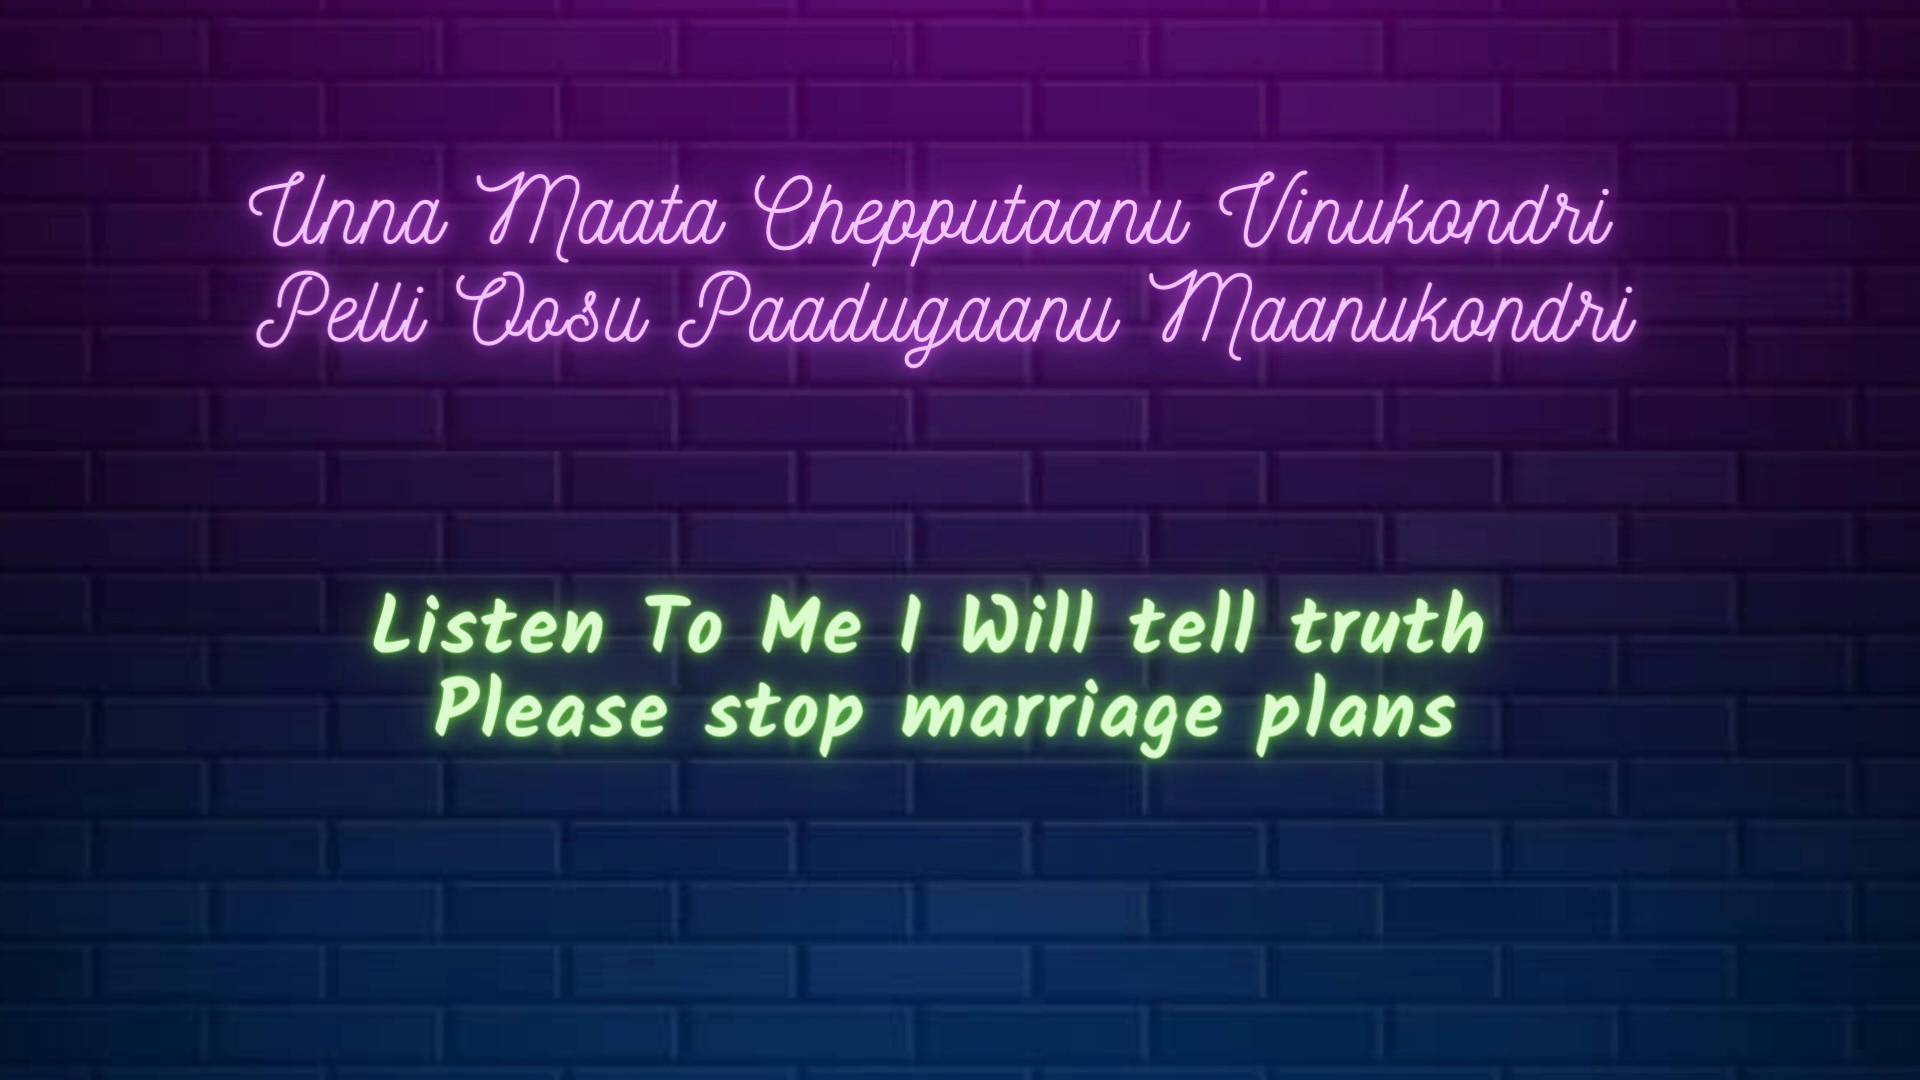 Unna Maata Chepputaanu Vinukondri
Pelli Oosu Paadugaanu Maanukondri
Listen To Me I Will tell truth
Please stop marriage plans